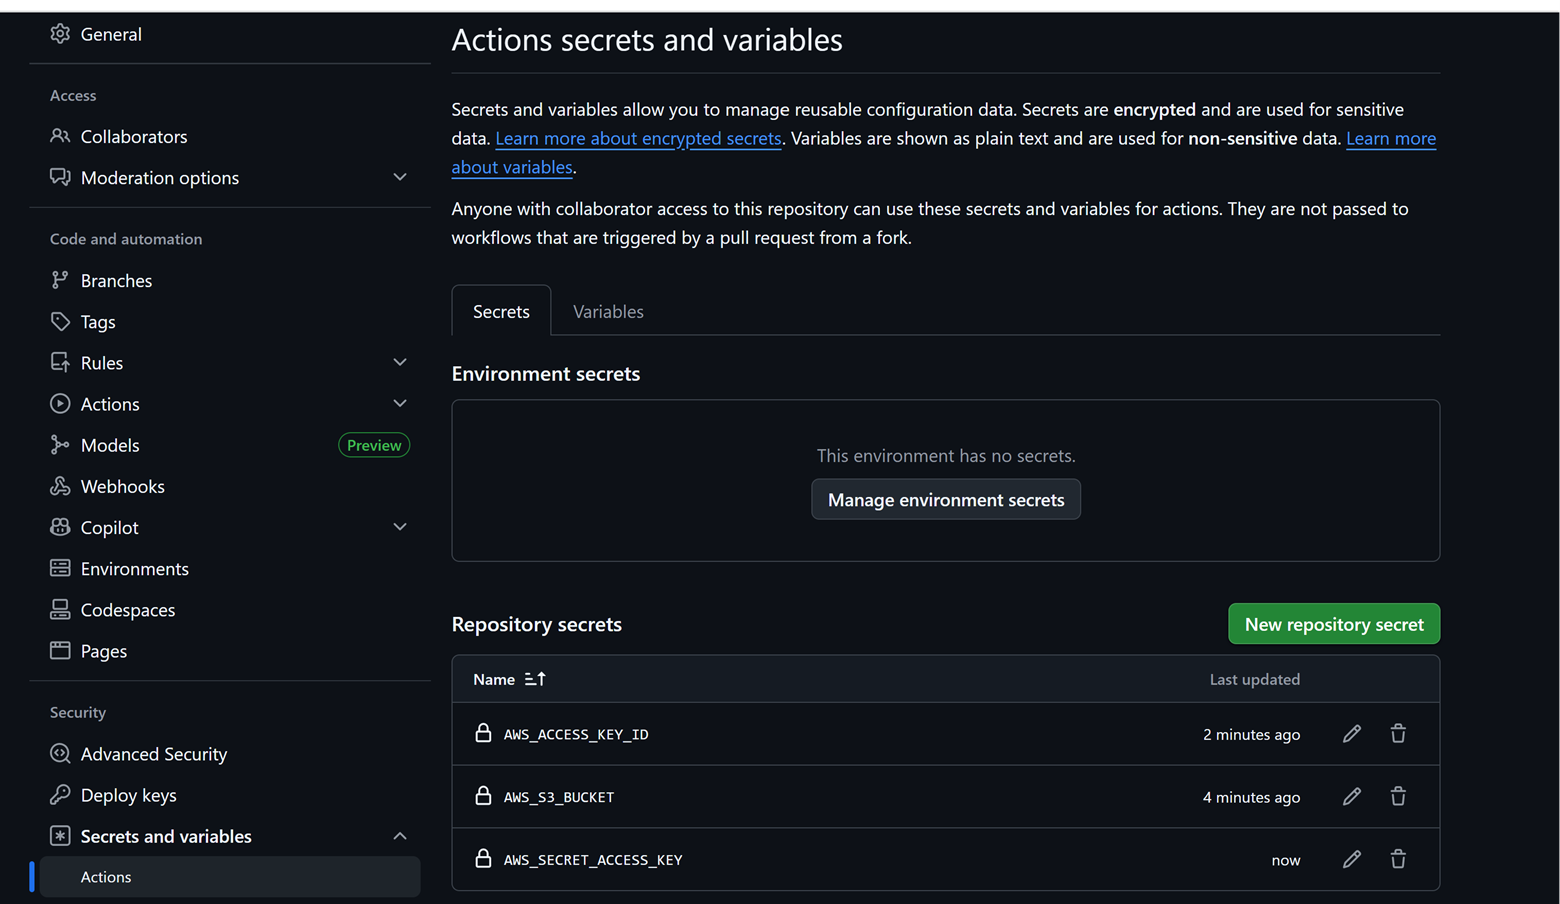 General
Access
Collaborators
Moderation options
Code and automation
Branches
Tags
Rules
Actions
Models Preview
Webhooks
Copilot
Environments
Codespaces
Pages
Security
Advanced Security
Deploy keys
Secrets and variables
Actions
Actions secrets and variables
Secrets and variables allow you to manage reusable configuration data. Secrets are encrypted and are used for sensitive
data. Learn more about encrypted secrets. Variables are shown as plain text and are used for non-sensitive data. Learn more
about variables.
Anyone with collaborator access to this repository can use these secrets and variables for actions. They are not passed to
workflows that are triggered by a pull request from a fork.
Secrets Variables
Environment secrets
This environment has no secrets.
Manage environment secrets
Repository secrets New repository secret
Name Last updated
AWS_ACCESS_KEY_ID 2 minutes ago
AWS_S3_BUCKET 4 minutes ago
AWS_SECRET_ACCESS_KEY now